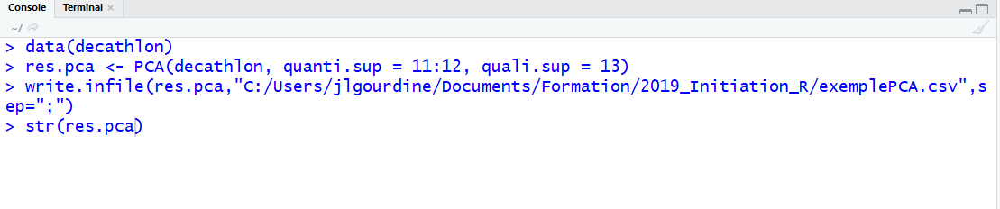 Console Terminal ×
~/
> data(decathlon)
> res.pca <- PCA(decathlon, quanti.sup = 11:12, quali.sup = 13)
> write.infile(res.pca,"C:/Users/jlgourdine/Documents/Formation/2019_Initiation_R/exemplePCA.csv",s
ep=";")
> str(res.pca)